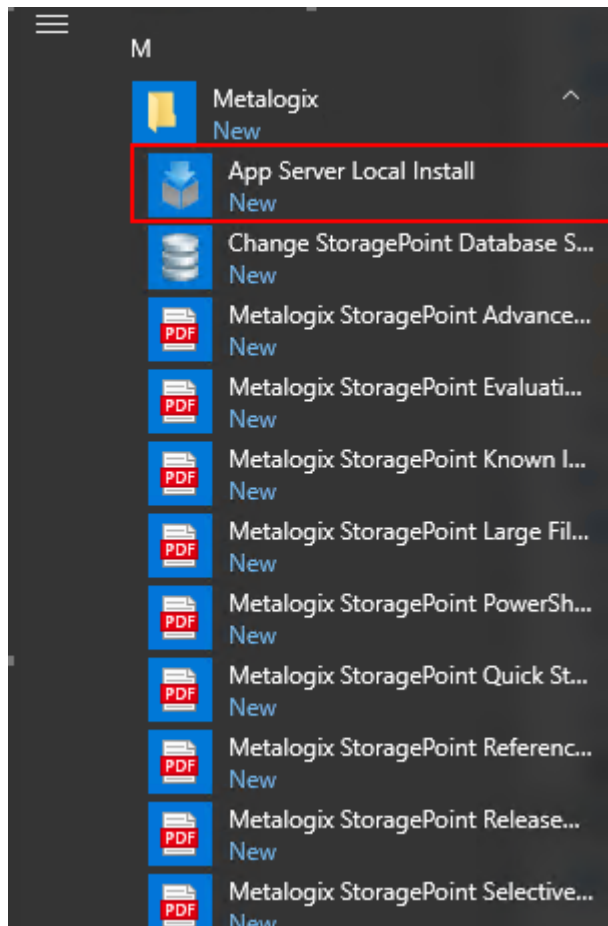 M
Metalogix
New
App Server Local Install
New
Change StoragePoint Database S...
New
PDF
Metalogix StoragePoint Advance...
New
PDF
Metalogix StoragePoint Evaluati...
New
PDF
Metalogix StoragePoint Known I...
New
PDF
Metalogix StoragePoint Large Fil...
New
PDF
Metalogix StoragePoint PowerSh...
New
PDF
Metalogix StoragePoint Quick St...
New
PDF
Metalogix StoragePoint Referenc...
New
PDF
Metalogix StoragePoint Release...
New
PDF
Metalogix StoragePoint Selective...
New